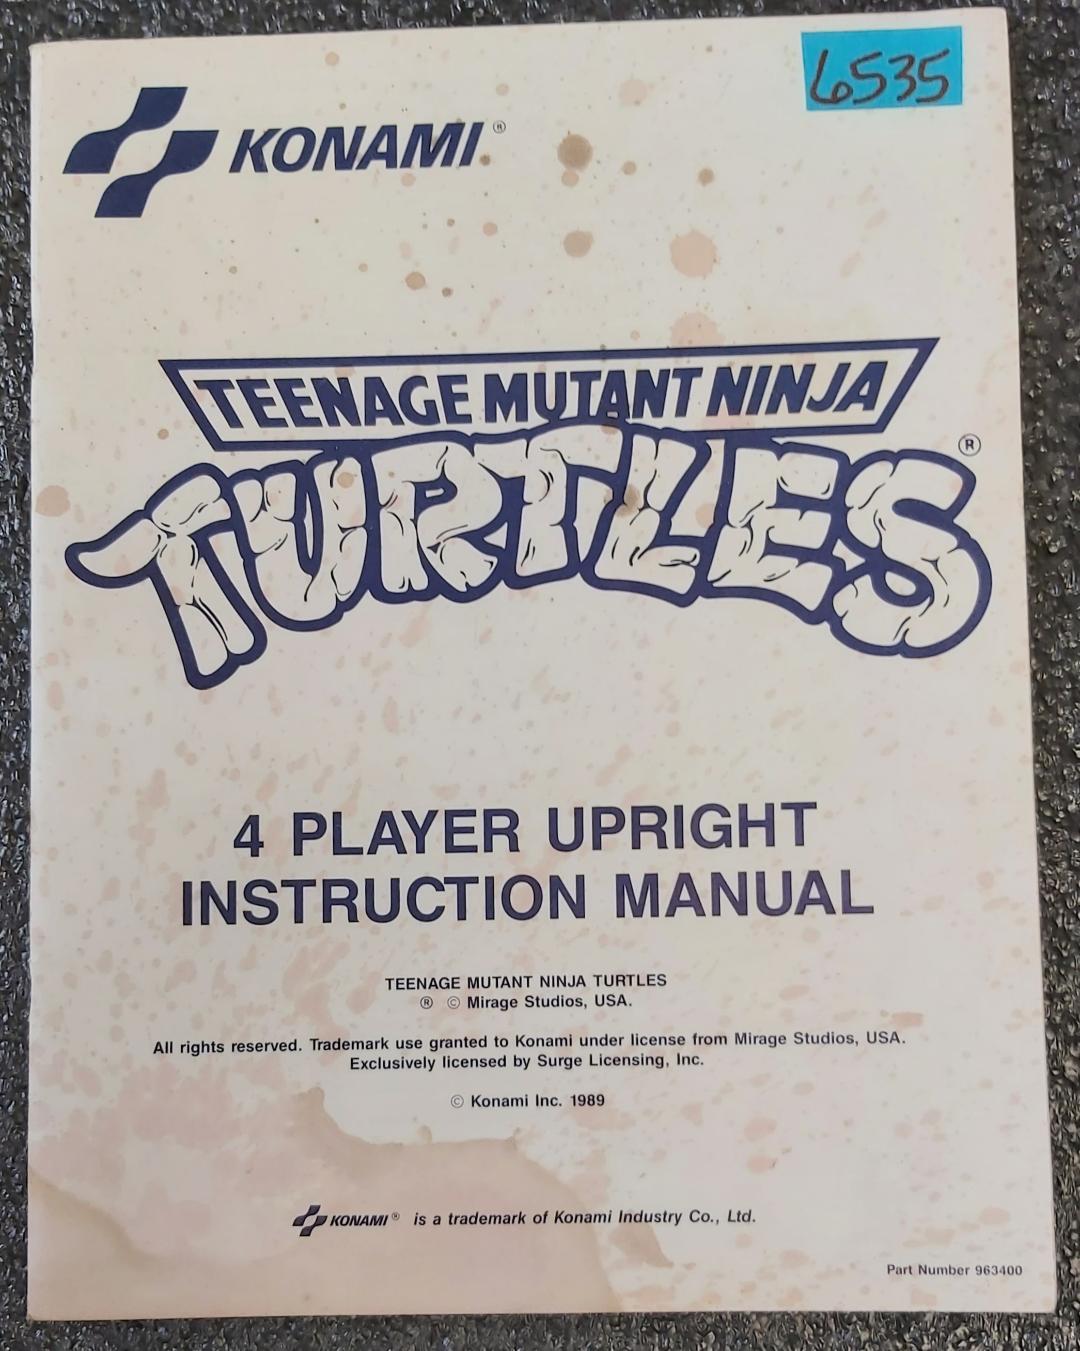 6535
KONAMI®
TEENAGE MUTANT NINJA
TURTLES®
4 PLAYER UPRIGHT
INSTRUCTION MANUAL
TEENAGE MUTANT NINJA TURTLES
® © Mirage Studios, USA.
All rights reserved. Trademark use granted to Konami under license from Mirage Studios, USA.
Exclusively licensed by Surge Licensing, Inc.
© Konami Inc. 1989
KONAMI® is a trademark of Konami Industry Co., Ltd.
Part Number 963400